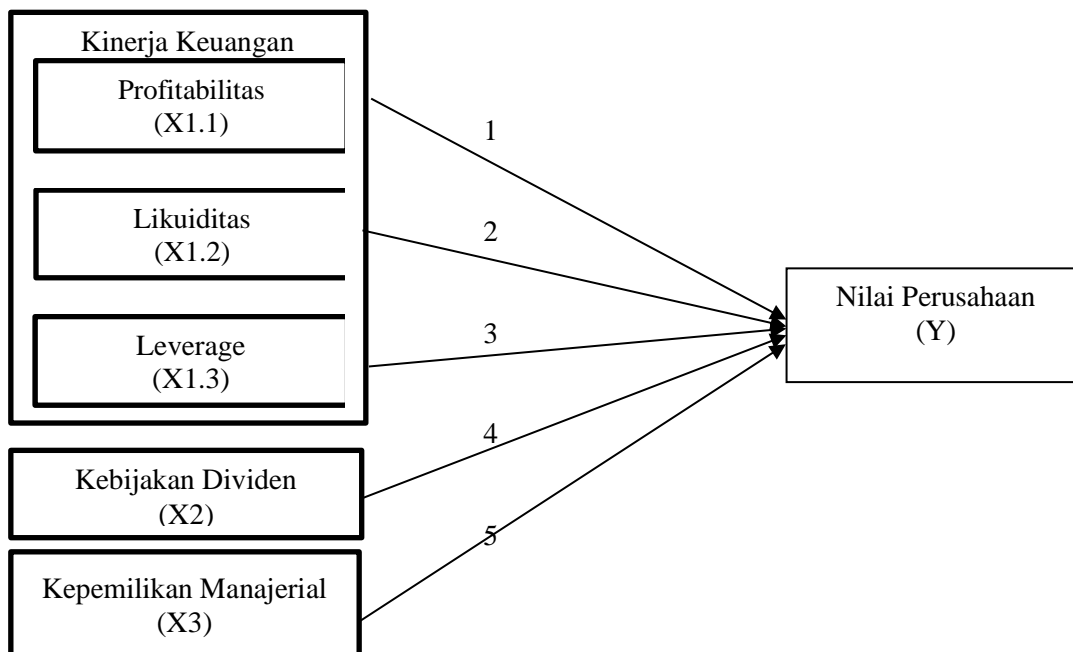 Kinerja Keuangan
Profitabilitas
(X1.1)
1
Likuiditas
(X1.2)
2
Nilai Perusahaan
(Y)
Leverage
(X1.3)
3
4
Kebijakan Dividen
(X2)
5
Kepemilikan Manajerial
(X3)